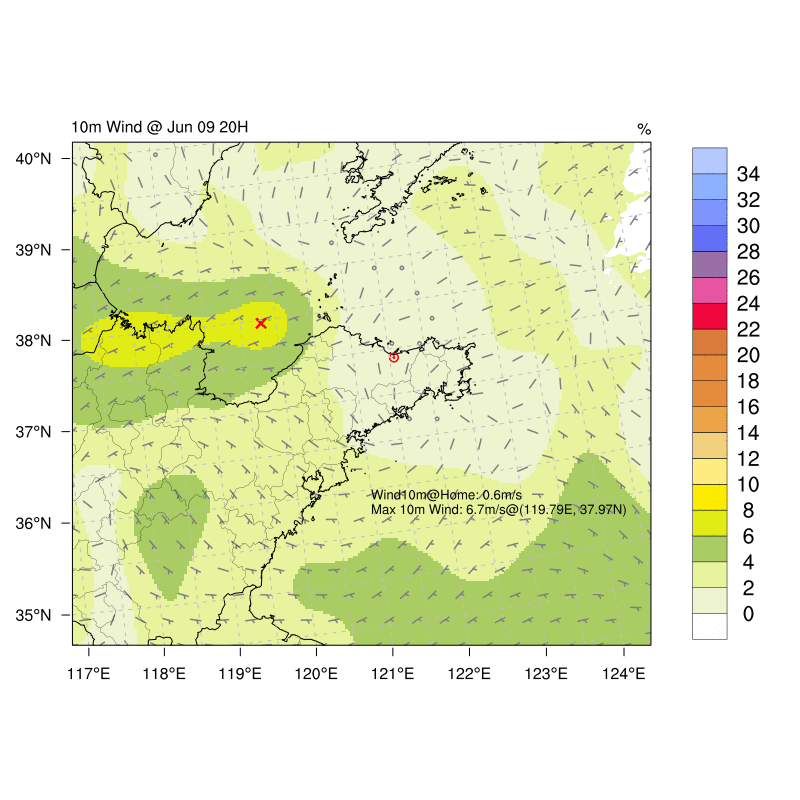 10m Wind @ Jun 09 20H
%
40°N
39°N
38°N
37°N
36°N
35°N
117°E
118°E
119°E
120°E
121°E
122°E
123°E
124°E
Wind10m@Home: 0.6m/s
Max 10m Wind: 6.7m/s@(119.79E, 37.97N)
34
32
30
28
26
24
22
20
18
16
14
12
10
8
6
4
2
0